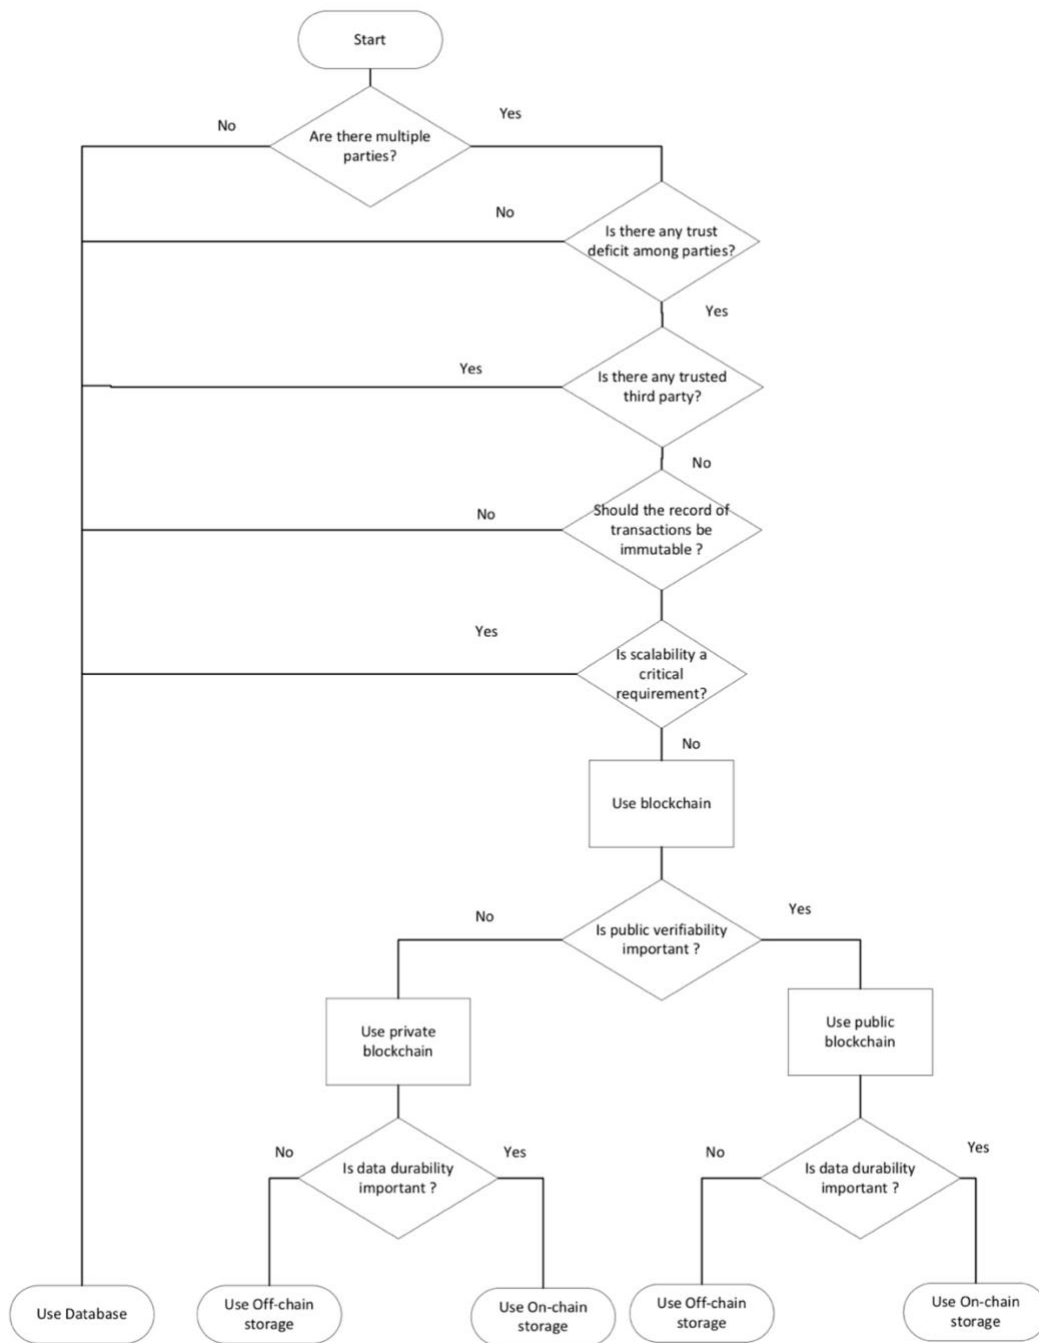 Start
No
Yes
Are there multiple
parties?
No
Is there any trust
deficit among parties?
Yes
Yes
Is there any trusted
third party?
No
No
Should the record of
transactions be
immutable ?
Yes
Is scalability a
critical
requirement?
No
Use blockchain
No
Yes
Is public verifiability
important ?
Use private
blockchain
Use public
blockchain
No
Yes
Is data durability
important ?
No
Yes
Is data durability
important ?
Use Database
Use Off-chain
storage
Use On-chain
storage
Use Off-chain
storage
Use On-chain
storage